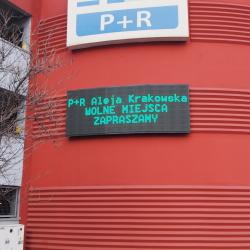 P+R
P+R Aleja Krakowska
WOLNE MIEJSCA
ZAPRASZAMY